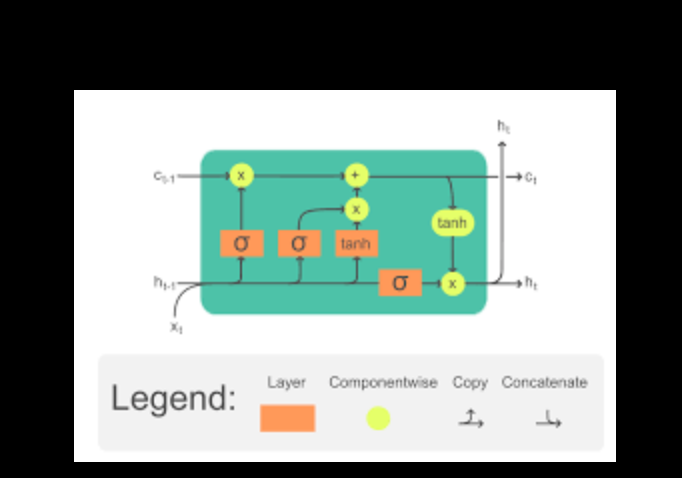 hₜ
cₜ₋₁ x + cₜ
x
tanh
σ σ tanh
hₜ₋₁ σ x hₜ
xₜ
Legend:
Layer Componentwise Copy Concatenate